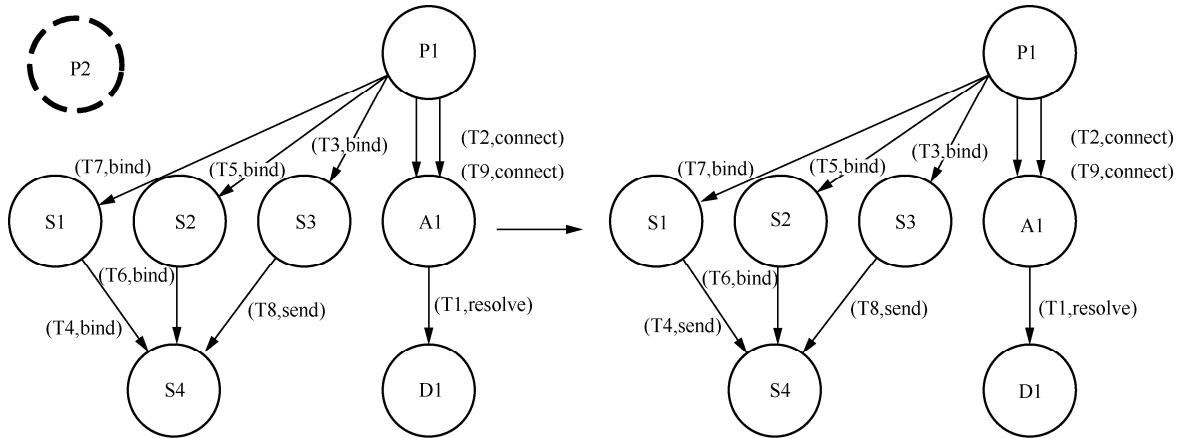 P1
P1
P2
(T2,connect)
(T2,connect)
(T3,bind)
(T3,bind)
(T7,bind)
(T5,bind)
(T9,connect)
(T7,bind)
(T5,bind)
(T9,connect)
S1
S2
S3
A1
S1
S2
S3
A1
(T6,bind)
(T6,bind)
(T8,send)
(T1,resolve)
(T8,send)
(T1,resolve)
(T4,bind)
(T4,send)
S4
D1
S4
D1